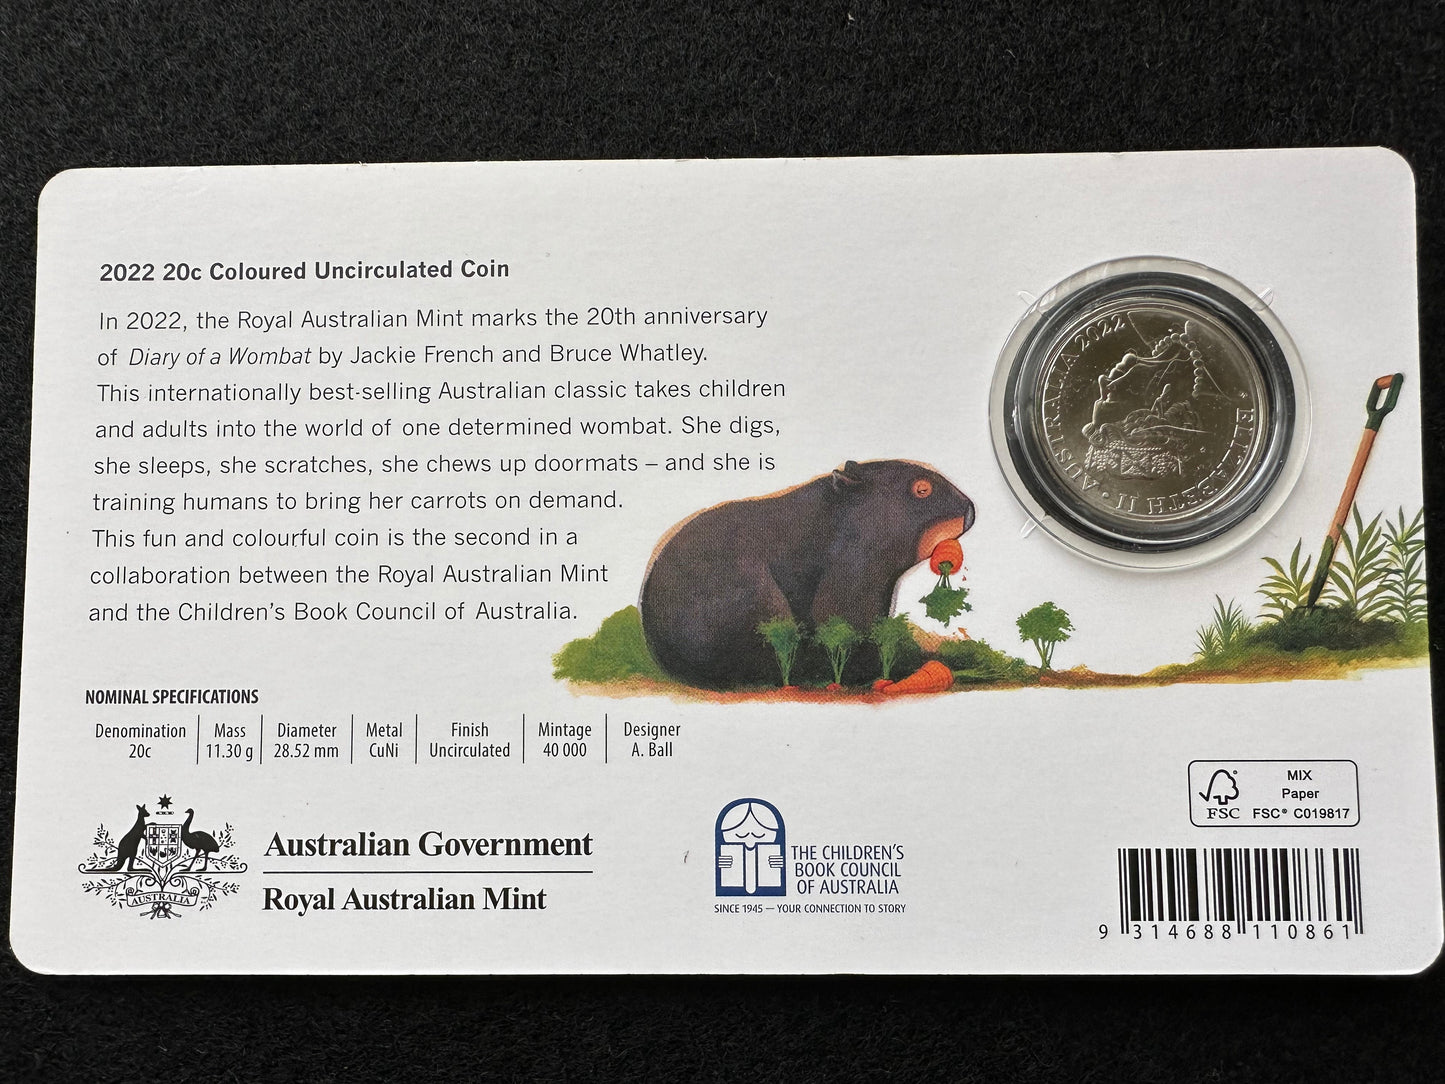 2022 20c Coloured Uncirculated Coin
In 2022, the Royal Australian Mint marks the 20th anniversary
of Diary of a Wombat by Jackie French and Bruce Whatley.
This internationally best-selling Australian classic takes children
and adults into the world of one determined wombat. She digs,
she sleeps, she scratches, she chews up doormats – and she is
training humans to bring her carrots on demand.
This fun and colourful coin is the second in a
collaboration between the Royal Australian Mint
and the Children's Book Council of Australia.
ELIZABETH II • AUSTRALIA 2022
NOMINAL SPECIFICATIONS
Denomination Mass Diameter Metal Finish Mintage Designer
20c 11.30 g 28.52 mm CuNi Uncirculated 40 000 A. Ball
AUSTRALIA
Australian Government
Royal Australian Mint
THE CHILDREN'S
BOOK COUNCIL
OF AUSTRALIA
SINCE 1945 — YOUR CONNECTION TO STORY
FSC
MIX
Paper
FSC® C019817
9 314688 110861